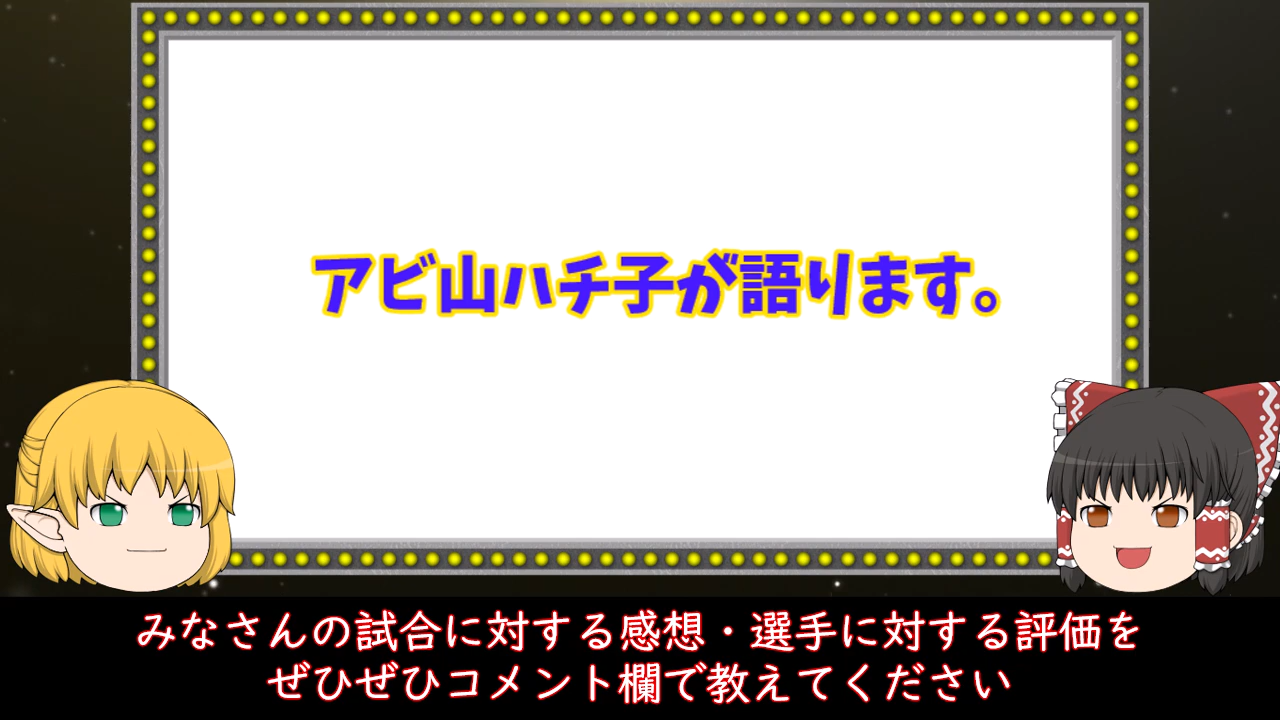 アビ山ハチ子が語ります。
みなさんの試合に対する感想・選手に対する評価を
ぜひぜひコメント欄で教えてください